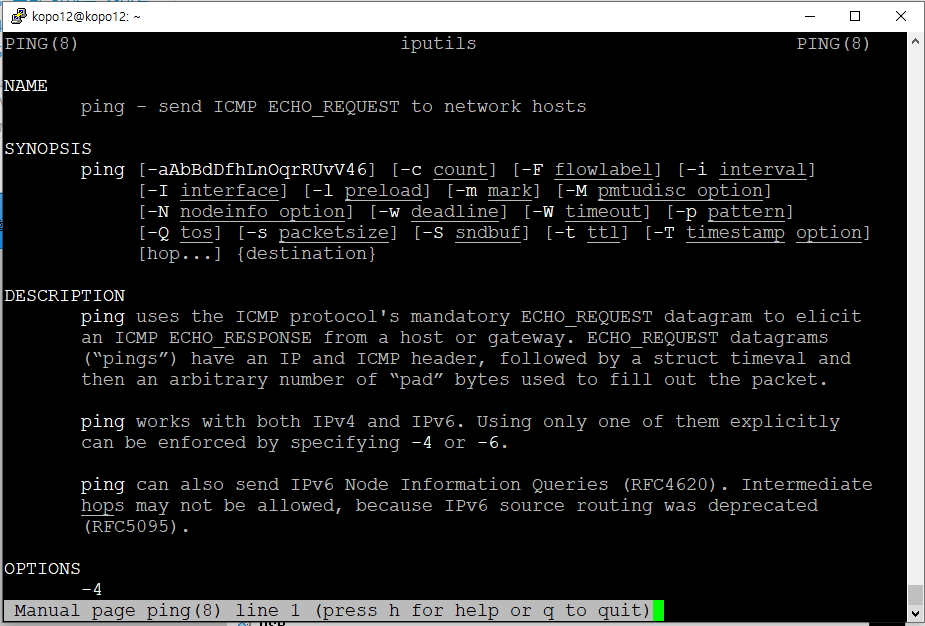 kopo12@kopo12: ~
PING(8) iputils PING(8)
NAME
ping - send ICMP ECHO_REQUEST to network hosts
SYNOPSIS
ping [-aAbBdDfhLnOqrRUvV46] [-c count] [-F flowlabel] [-i interval]
[-I interface] [-l preload] [-m mark] [-M pmtudisc_option]
[-N nodeinfo_option] [-w deadline] [-W timeout] [-p pattern]
[-Q tos] [-s packetsize] [-S sndbuf] [-t ttl] [-T timestamp option]
[hop...] {destination}
DESCRIPTION
ping uses the ICMP protocol's mandatory ECHO_REQUEST datagram to elicit
an ICMP ECHO_RESPONSE from a host or gateway. ECHO_REQUEST datagrams
(“pings”) have an IP and ICMP header, followed by a struct timeval and
then an arbitrary number of “pad” bytes used to fill out the packet.
ping works with both IPv4 and IPv6. Using only one of them explicitly
can be enforced by specifying -4 or -6.
ping can also send IPv6 Node Information Queries (RFC4620). Intermediate
hops may not be allowed, because IPv6 source routing was deprecated
(RFC5095).
OPTIONS
-4
Manual page ping(8) line 1 (press h for help or q to quit)